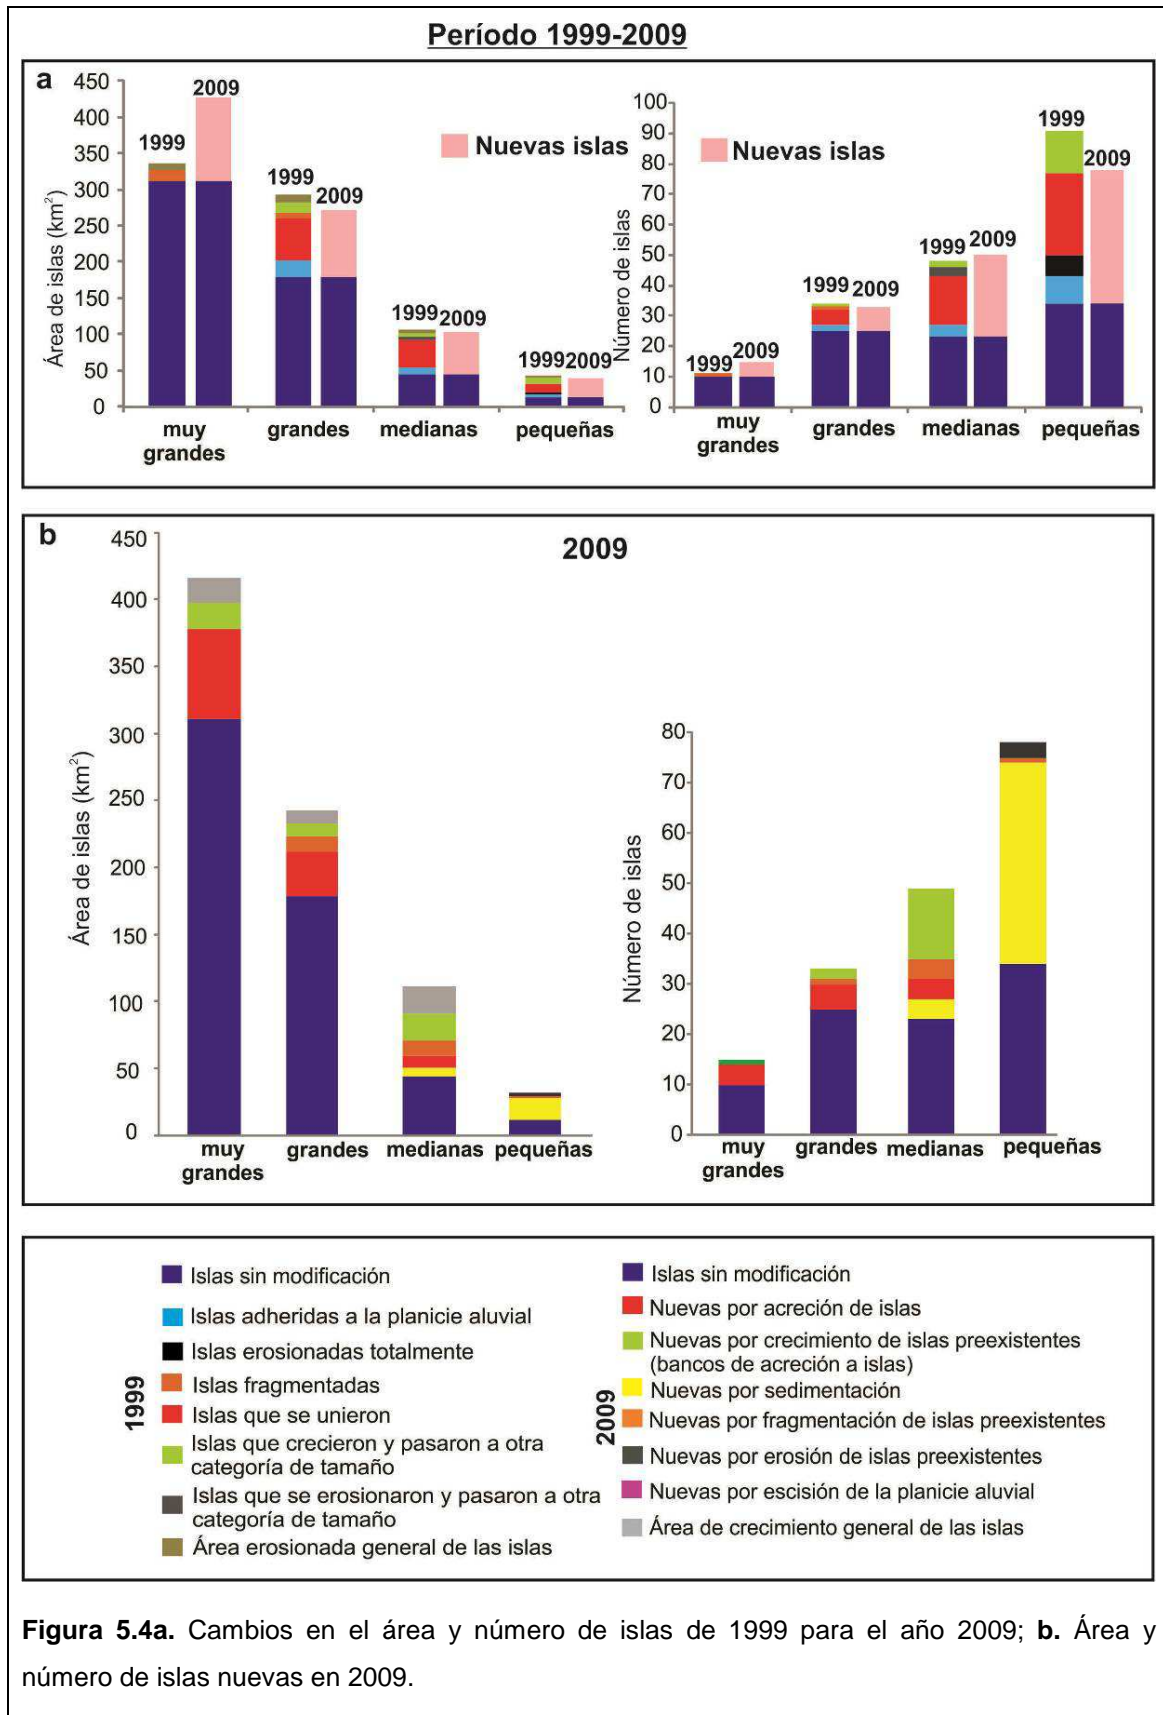 Período 1999-2009
a
450
400
350
300
250
200
150
100
50
0
Área de islas (km²)
1999
2009
1999
2009
1999
2009
1999
2009
muy grandes
grandes
medianas
pequeñas
Nuevas islas
100
90
80
70
60
50
40
30
20
10
0
Número de islas
1999
2009
1999
2009
1999
2009
1999
2009
muy grandes
grandes
medianas
pequeñas
Nuevas islas
b
2009
450
400
350
300
250
200
150
100
50
0
Área de islas (km²)
muy grandes
grandes
medianas
pequeñas
80
70
60
50
40
30
20
10
0
Número de islas
muy grandes
grandes
medianas
pequeñas
1999
Islas sin modificación
Islas adheridas a la planicie aluvial
Islas erosionadas totalmente
Islas fragmentadas
Islas que se unieron
Islas que crecieron y pasaron a otra
categoría de tamaño
Islas que se erosionaron y pasaron a otra
categoría de tamaño
Área erosionada general de las islas
2009
Islas sin modificación
Nuevas por acreción de islas
Nuevas por crecimiento de islas preexistentes
(bancos de acreción a islas)
Nuevas por sedimentación
Nuevas por fragmentación de islas preexistentes
Nuevas por erosión de islas preexistentes
Nuevas por escisión de la planicie aluvial
Área de crecimiento general de las islas
Figura 5.4a. Cambios en el área y número de islas de 1999 para el año 2009; b. Área y
número de islas nuevas en 2009.